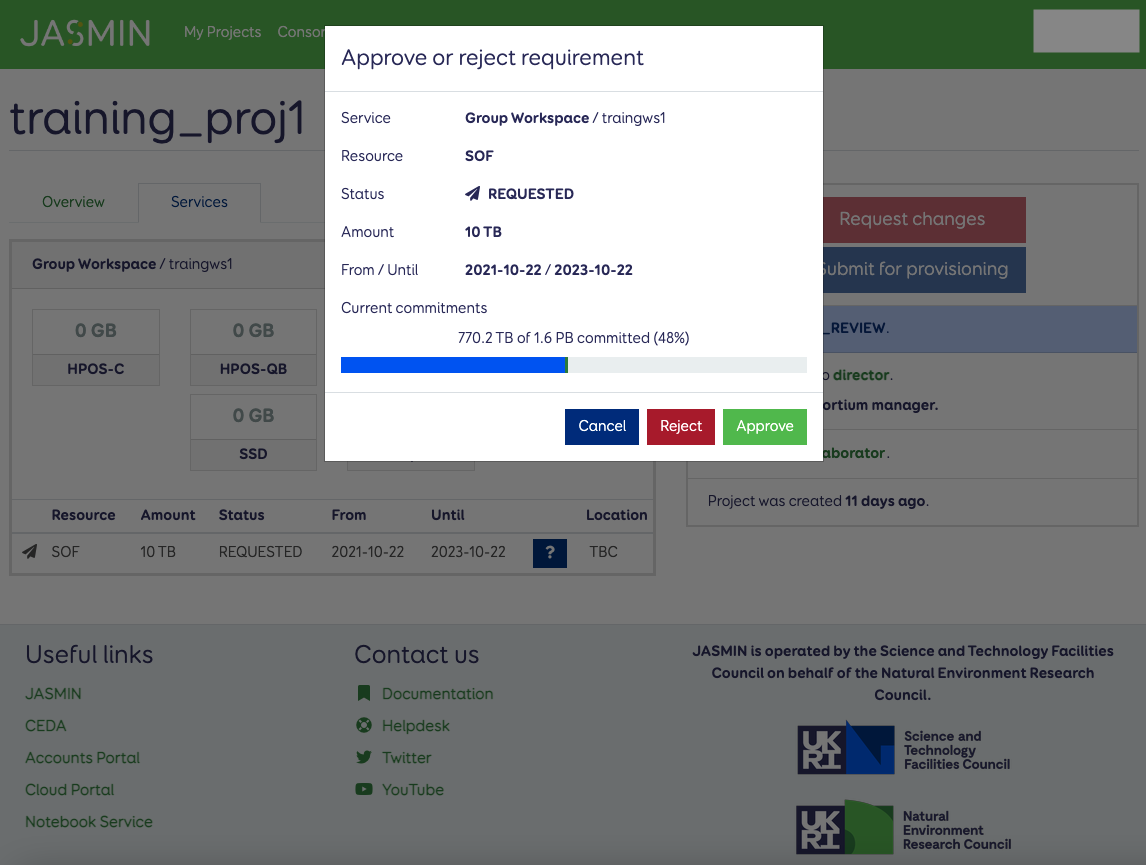 JASMIN
My Projects
Approve or reject requirement
Service Group Workspace / traingws1
Resource SOF
Status REQUESTED
Amount 10 TB
From / Until 2021-10-22 / 2023-10-22
Current commitments
770.2 TB of 1.6 PB committed (48%)
Cancel Reject Approve
training_proj1
Overview Services
Group Workspace / traingws1
0 GB
HPOS-C
0 GB
HPOS-QB
0 GB
SSD
Resource Amount Status From Until Location
SOF 10 TB REQUESTED 2021-10-22 2023-10-22 ? TBC
Request changes
ubmit for provisioning
_REVIEW.
director.
ortium manager.
aborator.
Project was created 11 days ago.
Useful links
JASMIN
CEDA
Accounts Portal
Cloud Portal
Notebook Service
Contact us
Documentation
Helpdesk
Twitter
YouTube
JASMIN is operated by the Science and Technology Facilities
Council on behalf of the Natural Environment Research
Council.
UKRI
Science and
Technology
Facilities Council
UKRI
Natural
Environment
Research Council